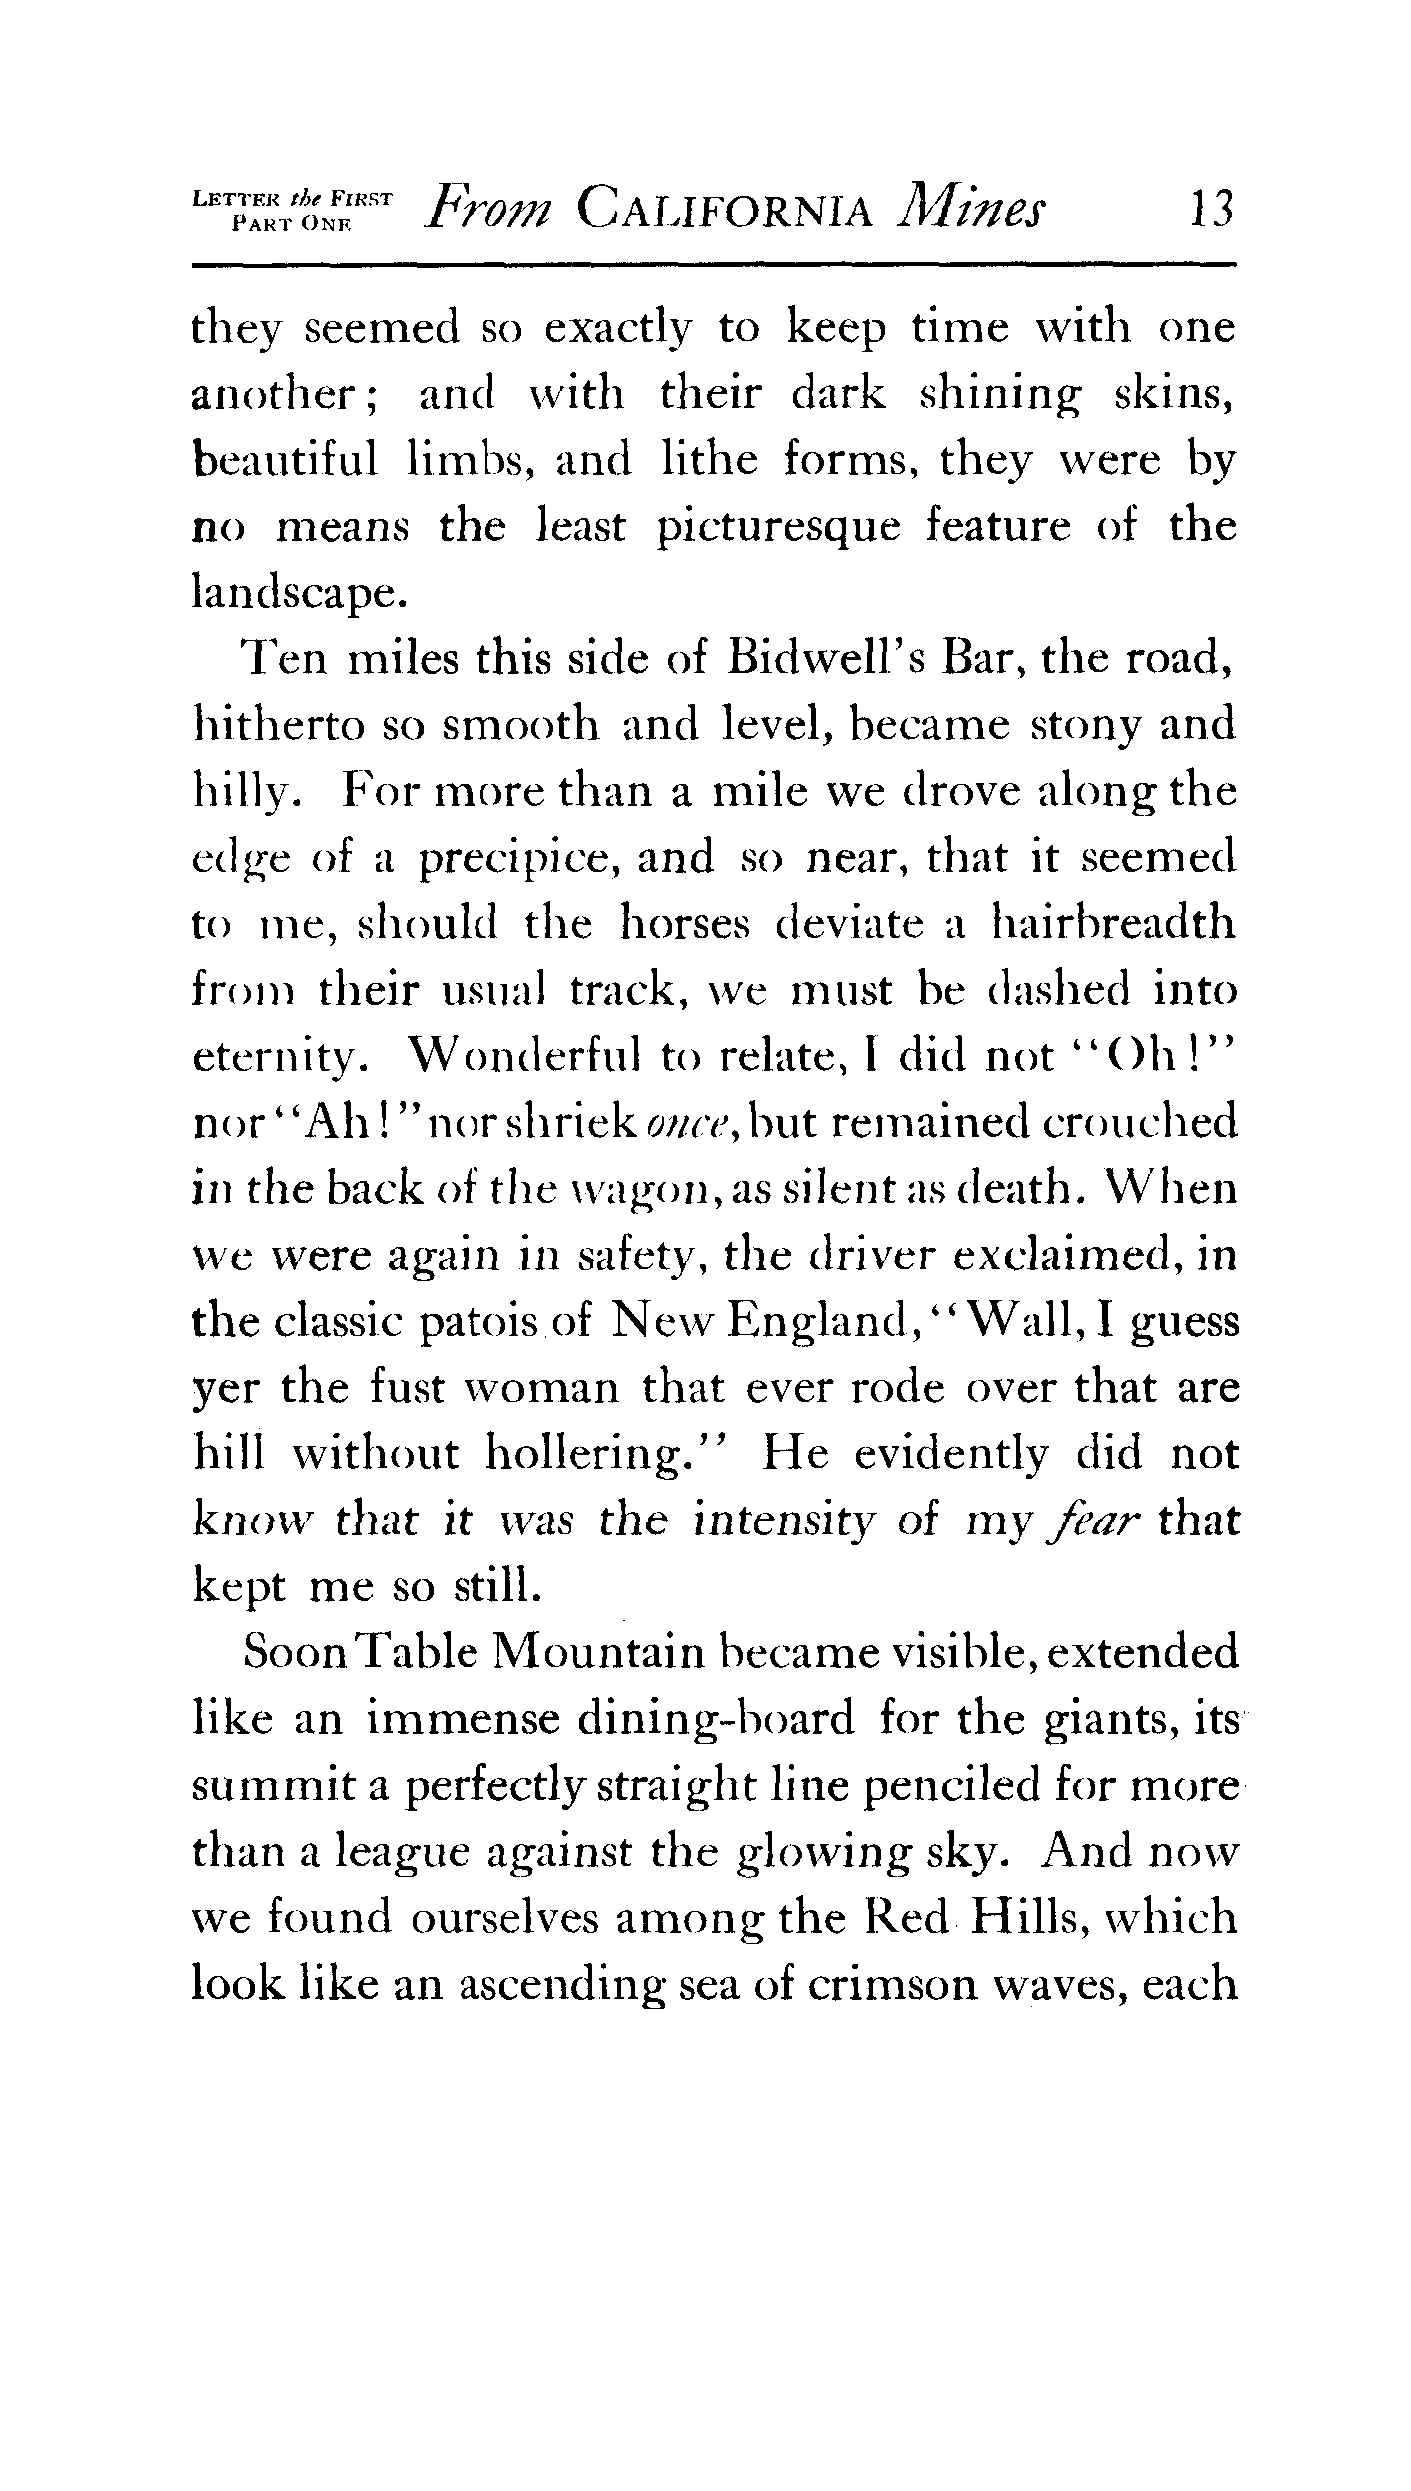 LETTER the FIRST From CALIFORNIA Mines 13
PART ONE
they seemed so exactly to keep time with one
another; and with their dark shining skins,
beautiful limbs, and lithe forms, they were by
no means the least picturesque feature of the
landscape.
Ten miles this side of Bidwell's Bar, the road,
hitherto so smooth and level, became stony and
hilly. For more than a mile we drove along the
edge of a precipice, and so near, that it seemed
to me, should the horses deviate a hairbreadth
from their usual track, we must be dashed into
eternity. Wonderful to relate, I did not "Oh!"
nor "Ah!" nor shriek once, but remained crouched
in the back of the wagon, as silent as death. When
we were again in safety, the driver exclaimed, in
the classic patois of New England, "Wall, I guess
yer the fust woman that ever rode over that are
hill without hollering." He evidently did not
know that it was the intensity of my fear that
kept me so still.
Soon Table Mountain became visible, extended
like an immense dining-board for the giants, its
summit a perfectly straight line penciled for more
than a league against the glowing sky. And now
we found ourselves among the Red Hills, which
look like an ascending sea of crimson waves, each